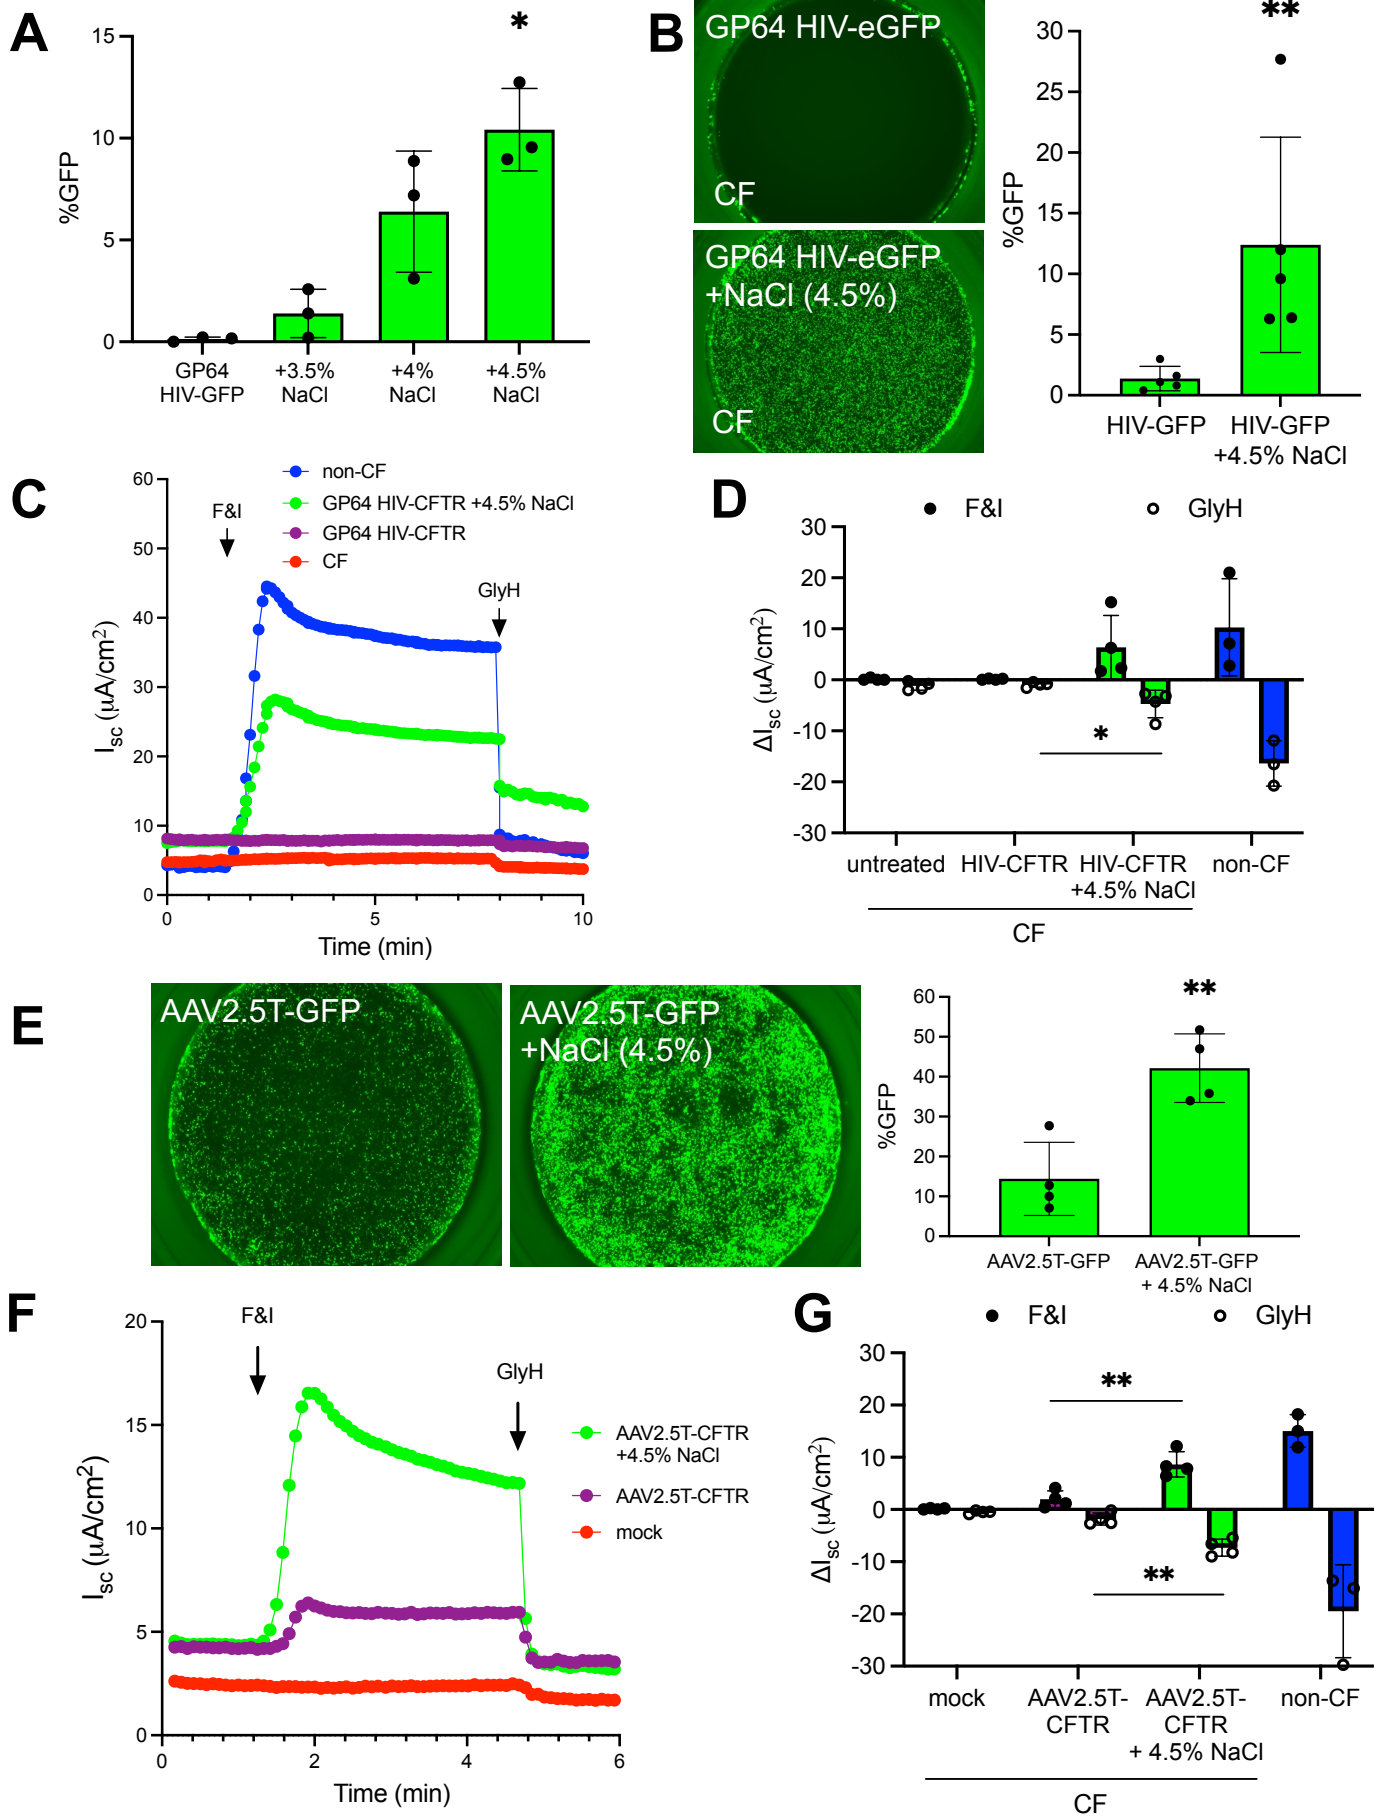 A
15
10
5
0
%GFP
*
GP64
HIV-GFP
+3.5%
NaCl
+4%
NaCl
+4.5%
NaCl
B
GP64 HIV-eGFP
CF
GP64 HIV-eGFP
+NaCl (4.5%)
CF
30
25
20
15
10
5
0
%GFP
**
HIV-GFP
HIV-GFP
+4.5% NaCl
C
non-CF
GP64 HIV-CFTR +4.5% NaCl
GP64 HIV-CFTR
CF
F&I
GlyH
60
50
40
30
20
10
0
Isc (μA/cm2)
0
5
10
Time (min)
D
F&I
GlyH
30
20
10
0
-10
-20
-30
ΔIsc (μA/cm2)
*
untreated
HIV-CFTR
HIV-CFTR
+4.5% NaCl
non-CF
CF
E
AAV2.5T-GFP
AAV2.5T-GFP
+NaCl (4.5%)
60
50
40
30
20
10
0
%GFP
**
AAV2.5T-GFP
AAV2.5T-GFP
+ 4.5% NaCl
F
F&I
GlyH
20
15
10
5
0
Isc (μA/cm2)
AAV2.5T-CFTR
+4.5% NaCl
AAV2.5T-CFTR
mock
0
2
4
6
Time (min)
G
F&I
GlyH
30
20
10
0
-10
-20
-30
ΔIsc (μA/cm2)
**
**
mock
AAV2.5T-
CFTR
AAV2.5T-
CFTR
+ 4.5% NaCl
non-CF
CF